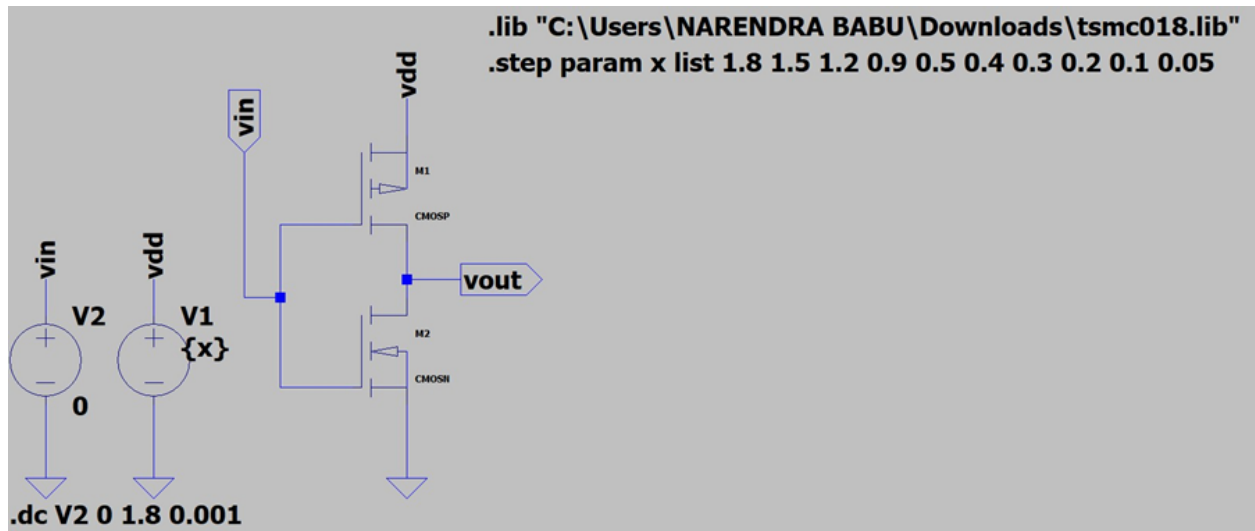 .lib "C:\Users\NARENDRA BABU\Downloads\tsmc018.lib"
.step param x list 1.8 1.5 1.2 0.9 0.5 0.4 0.3 0.2 0.1 0.05
vdd
vin
M1
CMOSP
vin
vdd
vout
V2
V1
{x}
M2
CMOSN
0
.dc V2 0 1.8 0.001